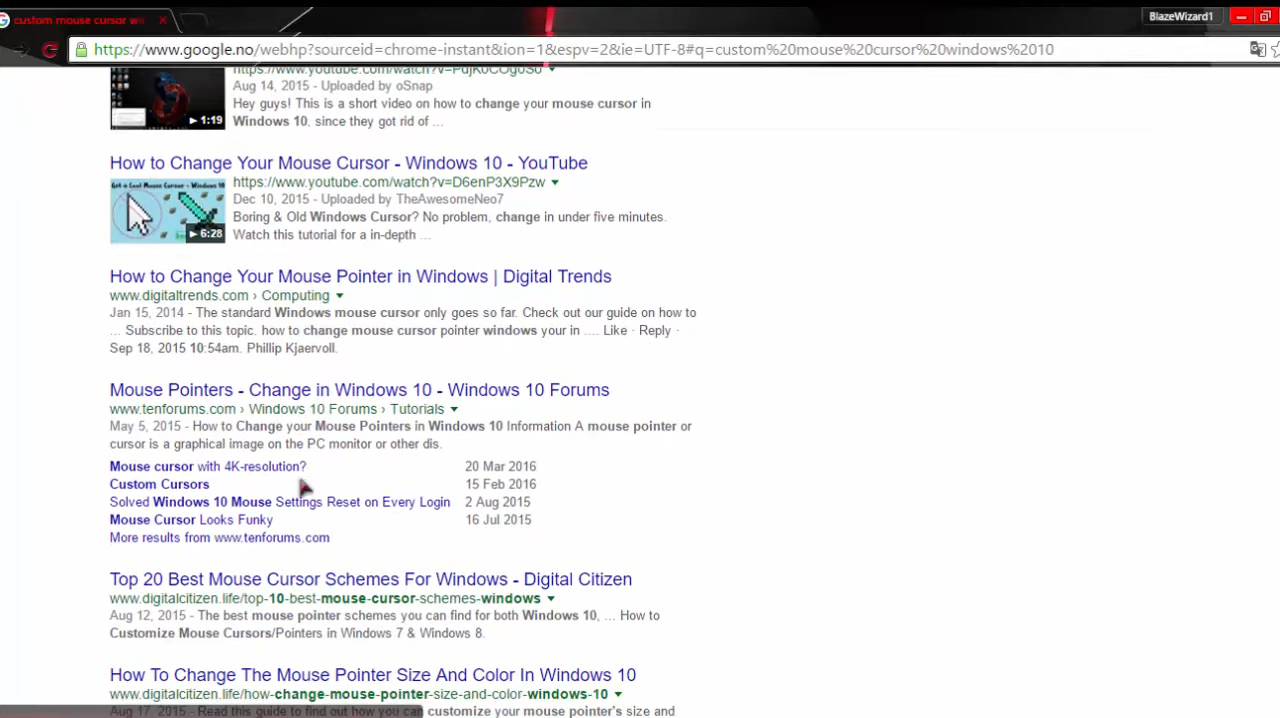 custom mouse cursor wi
BlazeWizard1
https://www.google.no/webhp?sourceid=chrome-instant&ion=1&espv=2&ie=UTF-8#q=custom%20mouse%20cursor%20windows%2010
Aug 14, 2015 - Uploaded by oSnap
1:19
Hey guys! This is a short video on how to change your mouse cursor in
Windows 10, since they got rid of ...
How to Change Your Mouse Cursor - Windows 10 - YouTube
Get a Cool Mouse Cursor - Windows 10
6:28
https://www.youtube.com/watch?v=D6enP3X9Pzw
Dec 10, 2015 - Uploaded by TheAwesomeNeo7
Boring & Old Windows Cursor? No problem, change in under five minutes.
Watch this tutorial for a in-depth ...
How to Change Your Mouse Pointer in Windows | Digital Trends
www.digitaltrends.com › Computing
Jan 15, 2014 - The standard Windows mouse cursor only goes so far. Check out our guide on how to
... Subscribe to this topic. how to change mouse cursor pointer windows your in .... Like · Reply ·
Sep 18, 2015 10:54am. Phillip Kjaervoll.
Mouse Pointers - Change in Windows 10 - Windows 10 Forums
www.tenforums.com › Windows 10 Forums › Tutorials
May 5, 2015 - How to Change your Mouse Pointers in Windows 10 Information A mouse pointer or
cursor is a graphical image on the PC monitor or other dis.
Mouse cursor with 4K-resolution? 20 Mar 2016
Custom Cursors 15 Feb 2016
Solved Windows 10 Mouse Settings Reset on Every Login 2 Aug 2015
Mouse Cursor Looks Funky 16 Jul 2015
More results from www.tenforums.com
Top 20 Best Mouse Cursor Schemes For Windows - Digital Citizen
www.digitalcitizen.life/top-10-best-mouse-cursor-schemes-windows
Aug 12, 2015 - The best mouse pointer schemes you can find for both Windows 10, ... How to
Customize Mouse Cursors/Pointers in Windows 7 & Windows 8.
How To Change The Mouse Pointer Size And Color In Windows 10
www.digitalcitizen.life/how-change-mouse-pointer-size-and-color-windows-10
Aug 17, 2015 - Read this guide to find out how you can customize your mouse pointer's size and